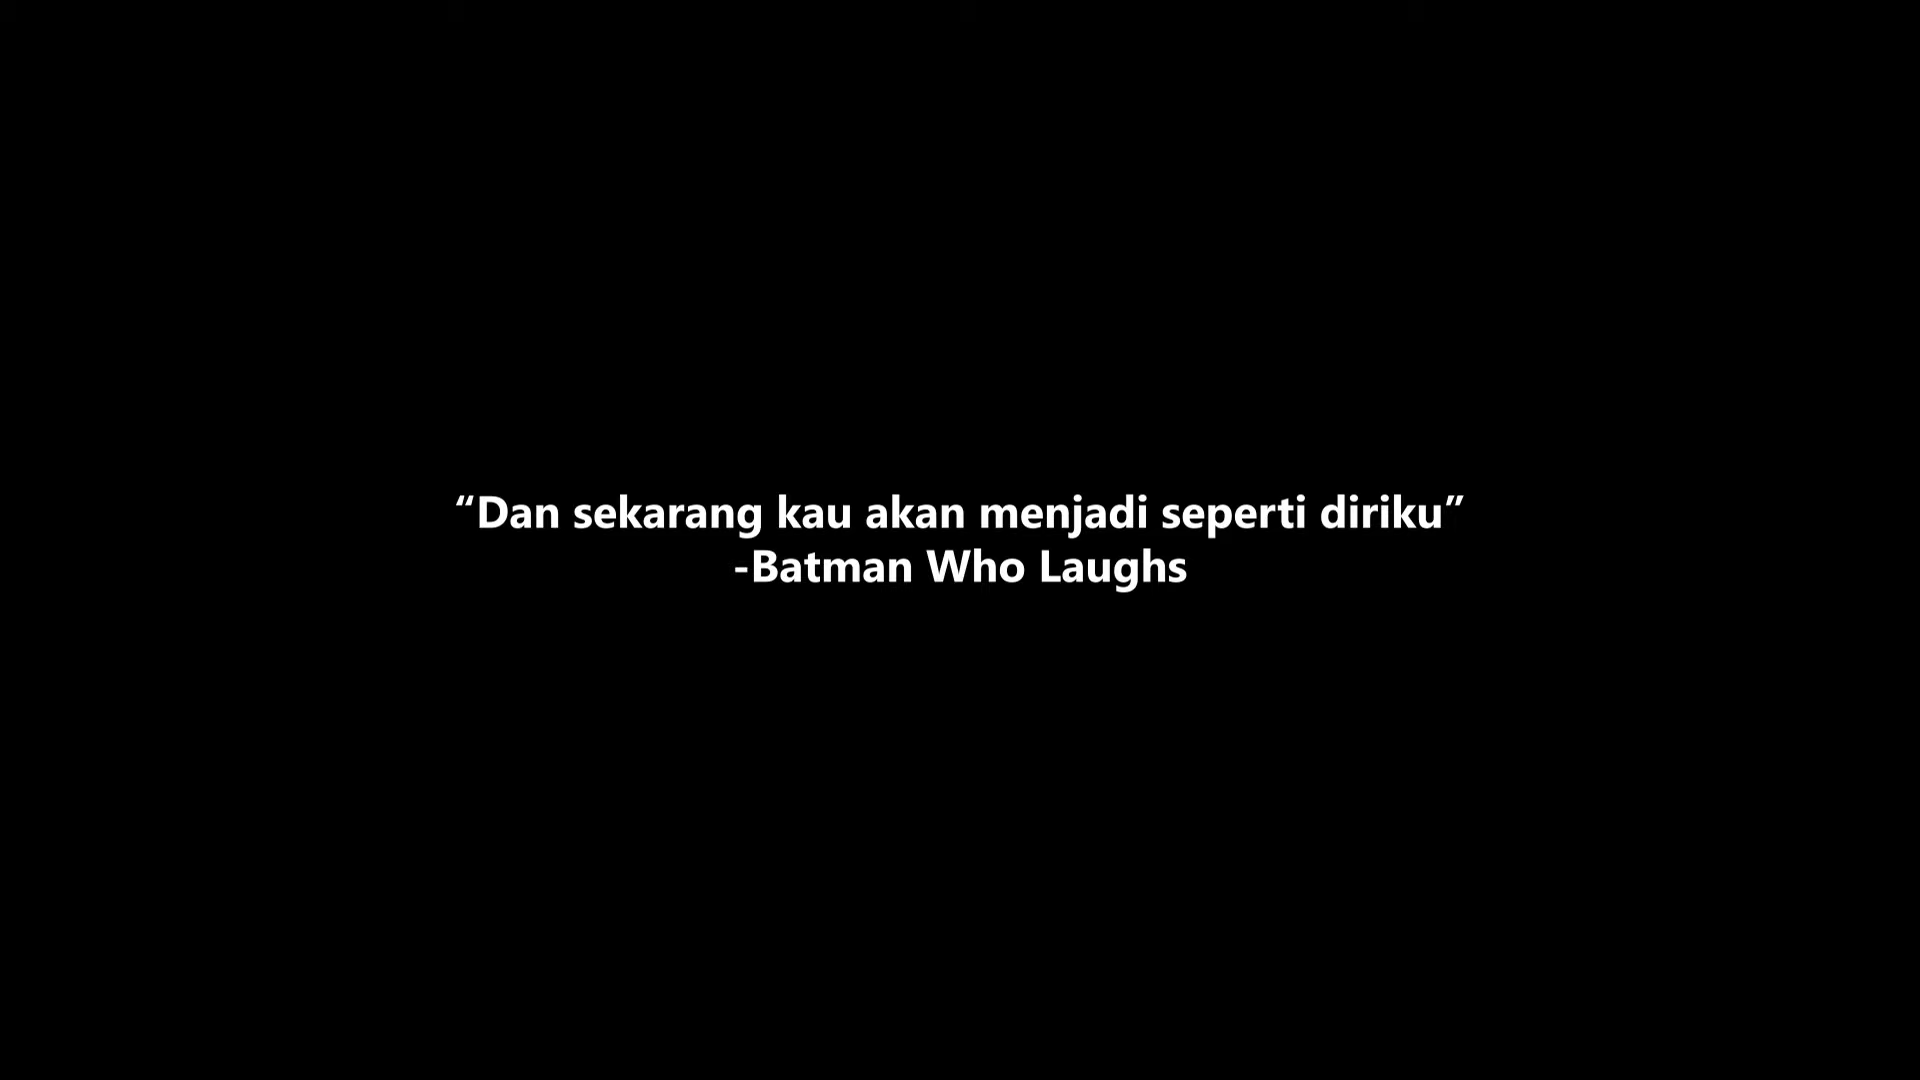 “Dan sekarang kau akan menjadi seperti diriku”
-Batman Who Laughs